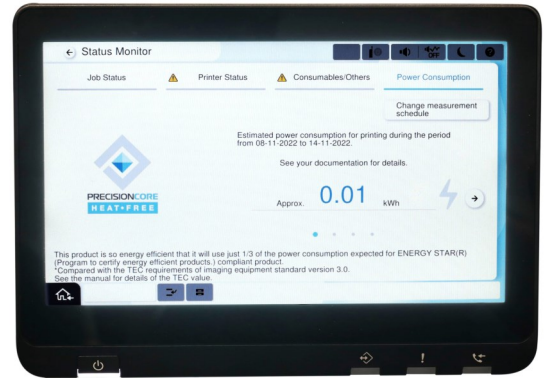 Status Monitor
OFF
?
Job Status
Printer Status
Consumables/Others
Power Consumption
Change measurement
schedule
Estimated power consumption for printing during the period
from 08-11-2022 to 14-11-2022.
See your documentation for details.
PRECISIONCORE
HEAT-FREE
Approx. 0.01 kWh
This product is so energy efficient that it will use just 1/3 of the power consumption expected for ENERGY STAR(R)
(Program to certify energy efficient products.) compliant product.
*Compared with the TEC requirements of imaging equipment standard version 3.0.
See the manual for details of the TEC value.